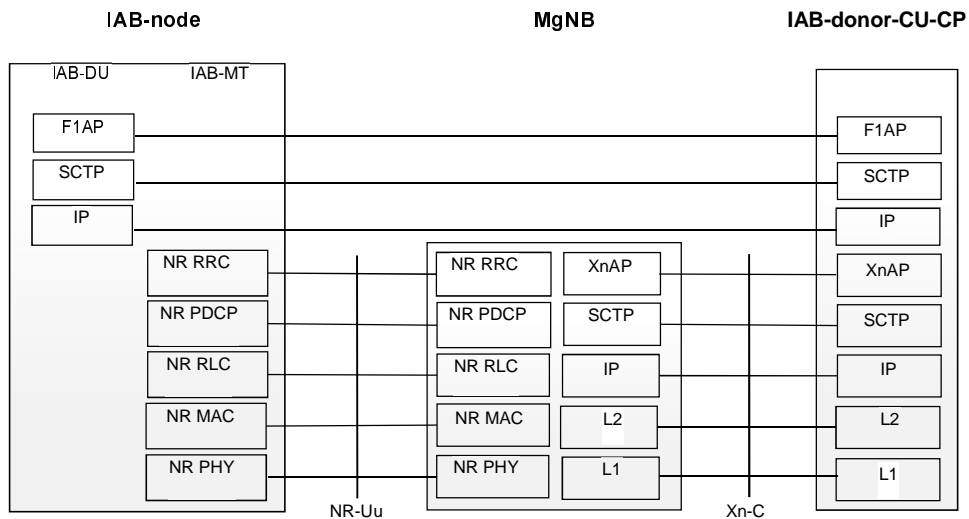 IAB-node MgNB IAB-donor-CU-CP
IAB-DU IAB-MT
F1AP F1AP
SCTP SCTP
IP IP
NR RRC NR RRC XnAP XnAP
NR PDCP NR PDCP SCTP SCTP
NR RLC NR RLC IP IP
NR MAC NR MAC L2 L2
NR PHY NR PHY L1 L1
NR-Uu Xn-C